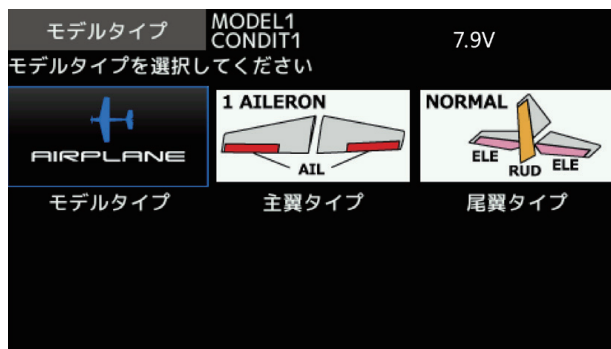 モデルタイプ
MODEL1
CONDIT1
7.9V
モデルタイプを選択してください
AIRPLANE
1 AILERON
AIL
NORMAL
ELE
RUD
ELE
モデルタイプ
主翼タイプ
尾翼タイプ